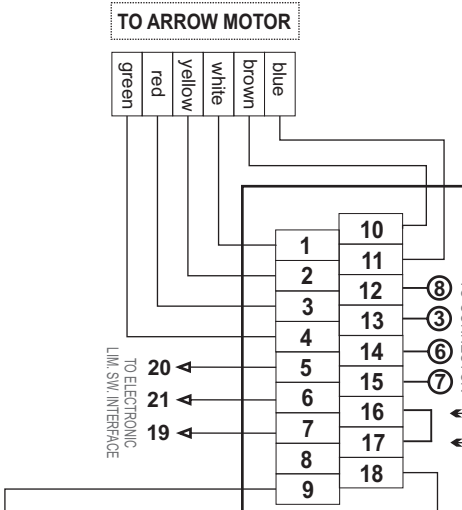 TO ARROW MOTOR
green
red
yellow
white
brown
blue
1
2
3
4
5
6
7
8
9
10
11
12
13
14
15
16
17
18
8
3
6
7
20
21
19
TO ELECTRONIC
LIM. SW. INTERFACE